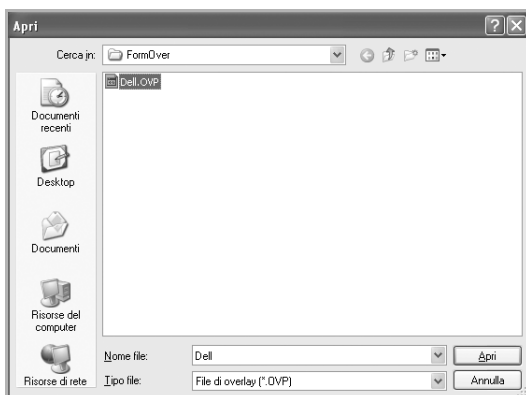 Apri
Cerca in: FormOver
Dell.OVP
Documenti
recenti
Desktop
Documenti
Risorse del
computer
Risorse di rete
Nome file: Dell Apri
Tipo file: File di overlay (*.OVP) Annulla